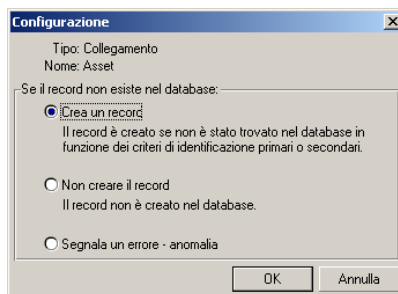 Configurazione
Tipo: Collegamento
Nome: Asset
Se il record non esiste nel database:
Crea un record
Il record è creato se non è stato trovato nel database in
funzione dei criteri di identificazione primari o secondari.
Non creare il record
Il record non è creato nel database.
Segnala un errore - anomalia
OK Annulla